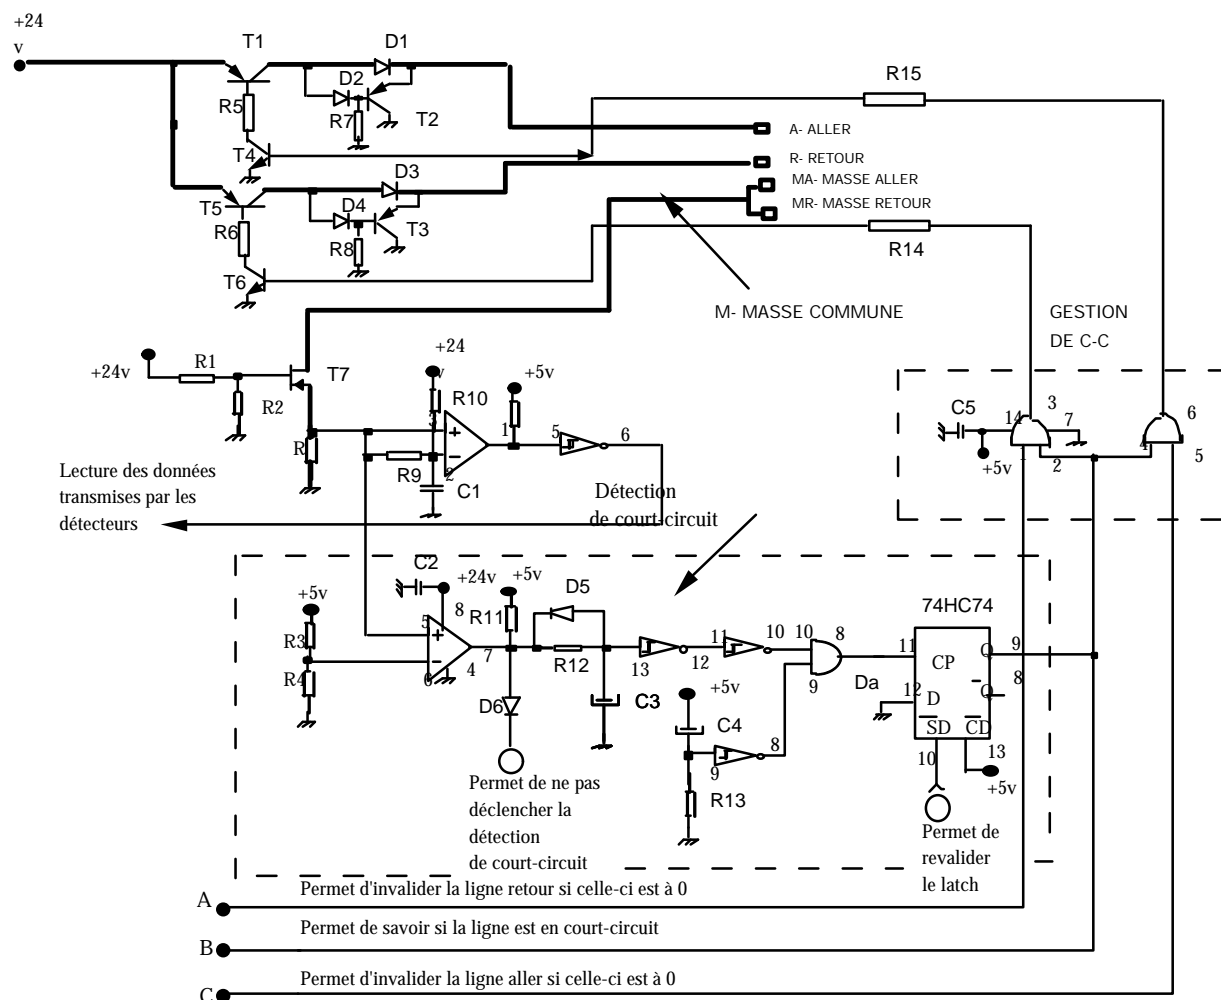 +24
v
T1
D1
D2
R5
R7
T2
T4
R15
A- ALLER
R- RETOUR
MA- MASSE ALLER
MR- MASSE RETOUR
D3
T5
D4
R6
R8
T3
T6
R14
M- MASSE COMMUNE
GESTION
DE C-C
+24v
R1
R2
T7
+24
v
R10
+5v
3
1
5
6
R
R9
2
C1
C5
14
3
7
+5v
1
2
4
6
5
Lecture des données
transmises par les
détecteurs
Détection
de court-circuit
C2
+24v
+5v
D5
+5v
R3
R4
5
8
R11
6
4
7
R12
13
12
11
10
10
8
9
D6
C3
+5v
C4
9
8
R13
Da
74HC74
11
CP
Q
9
12
D
Q
8
SD
CD
10
13
+5v
Permet de ne pas
déclencher la
détection
de court-circuit
Permet de
revalider
le latch
Permet d'invalider la ligne retour si celle-ci est à 0
A
Permet de savoir si la ligne est en court-circuit
B
Permet d'invalider la ligne aller si celle-ci est à 0
C